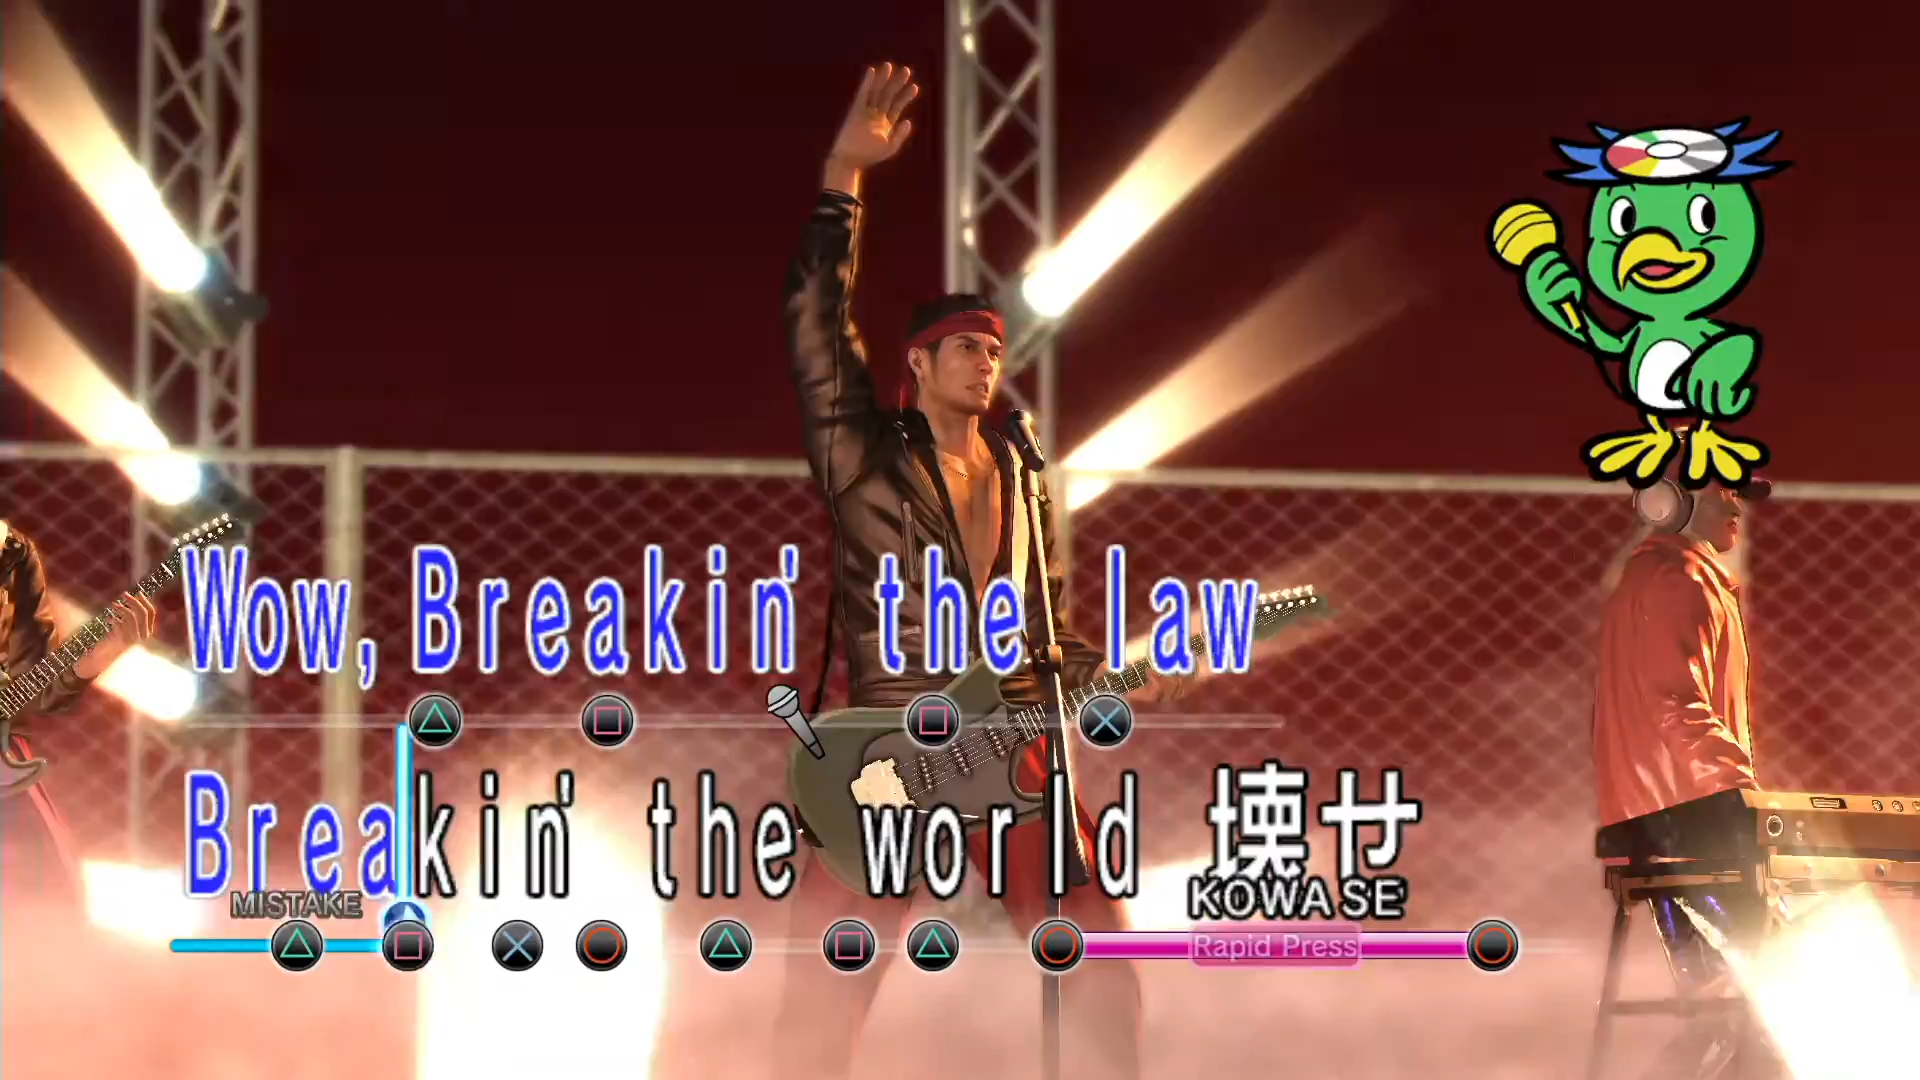 Wow, Breakin' the law
Breakin' the world 壊せ
MISTAKE
KOWASE
Rapid Press